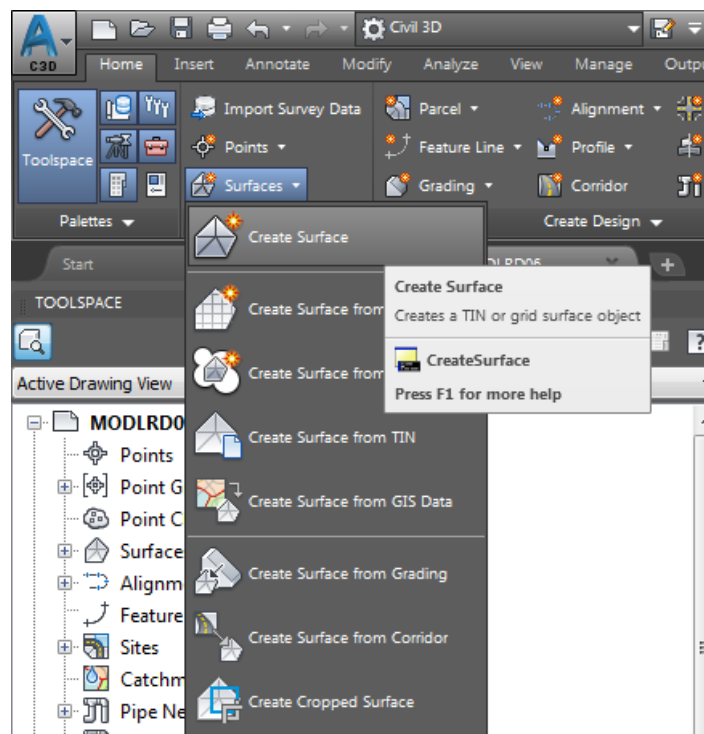 Civil 3D
C3D
Home Insert Annotate Modify Analyze View Manage Outpu
Import Survey Data Parcel Alignment
Toolspace
Points Feature Line Profile
Surfaces Grading Corridor
Palettes Create Design
Create Surface
Start
Create Surface
TOOLSPACE
Create Surface from
Creates a TIN or grid surface object
CreateSurface
Create Surface from
Active Drawing View
Press F1 for more help
MODLRD0
Create Surface from TIN
Points
Point G
Create Surface from GIS Data
Point C
Surface
Create Surface from Grading
Alignm
Feature
Create Surface from Corridor
Sites
Catchm
Create Cropped Surface
Pipe Ne